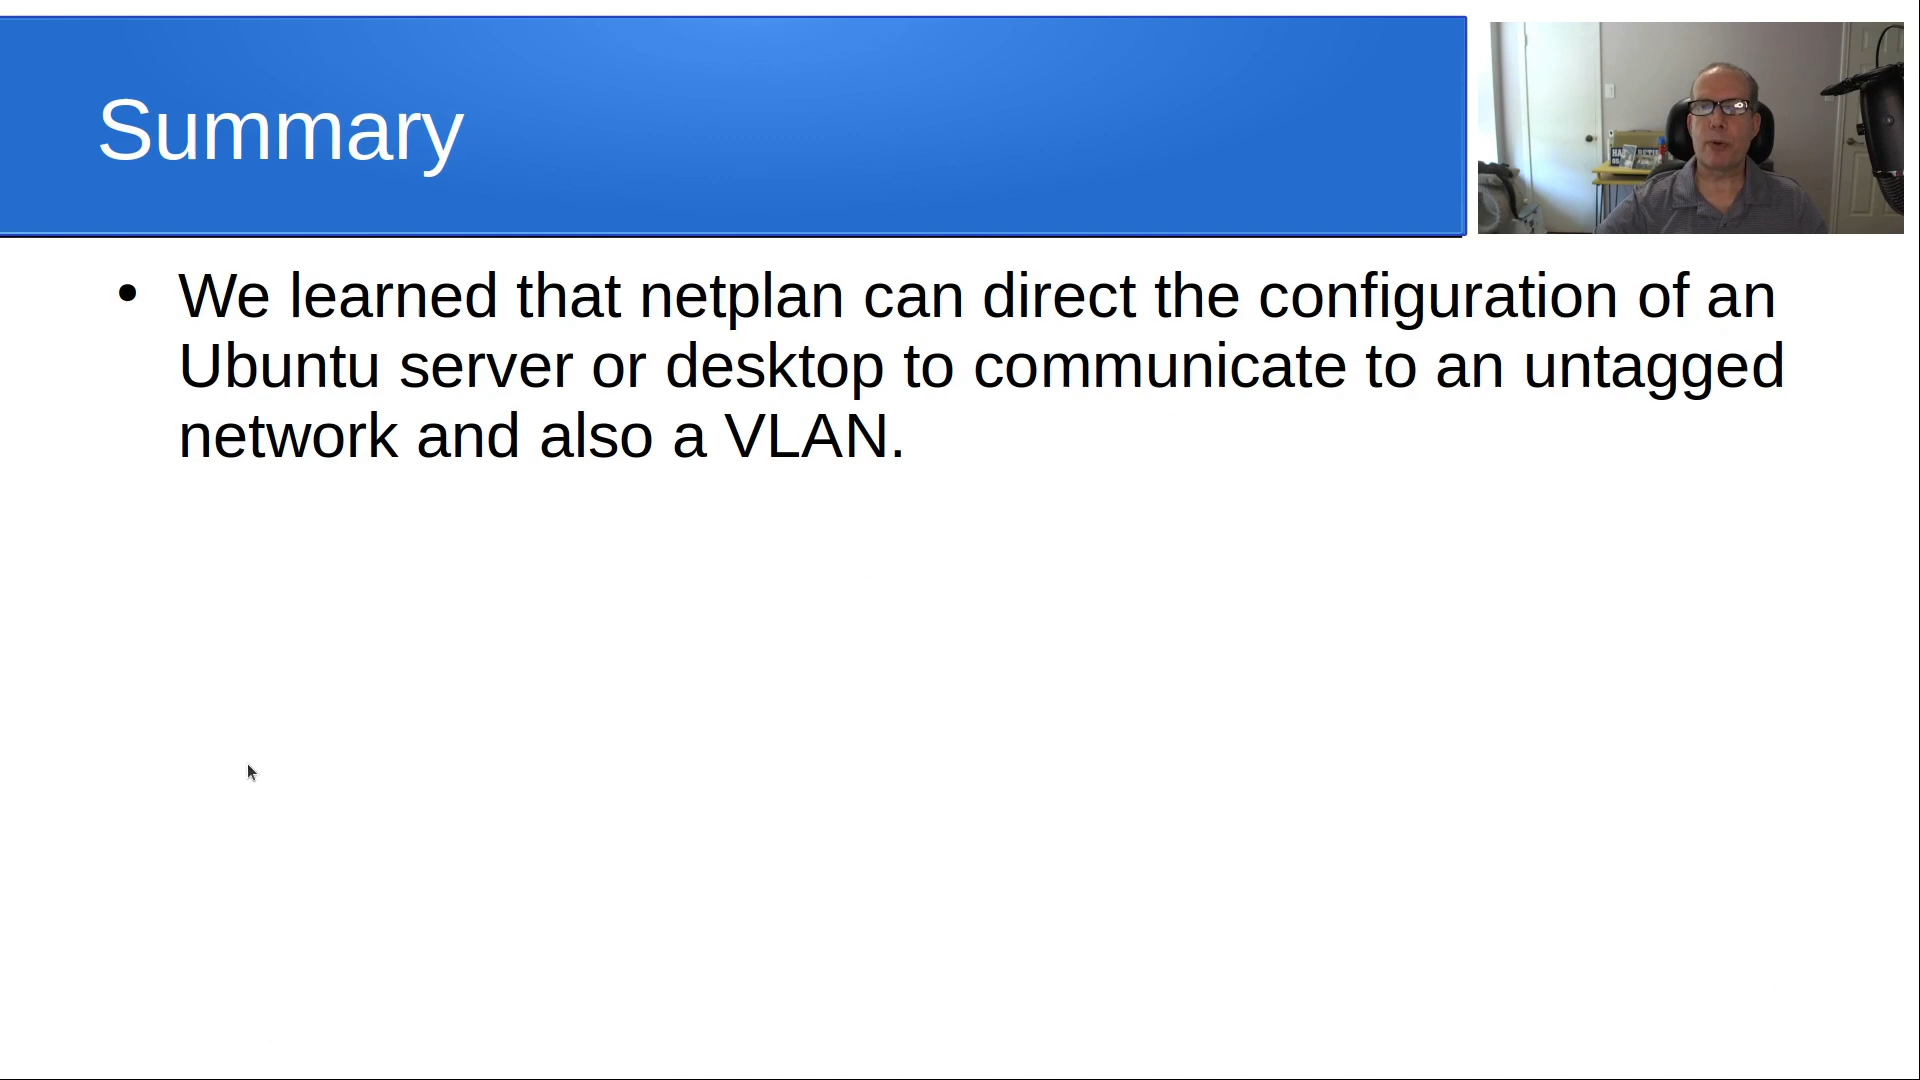 Summary
• We learned that netplan can direct the configuration of an
Ubuntu server or desktop to communicate to an untagged
network and also a VLAN.